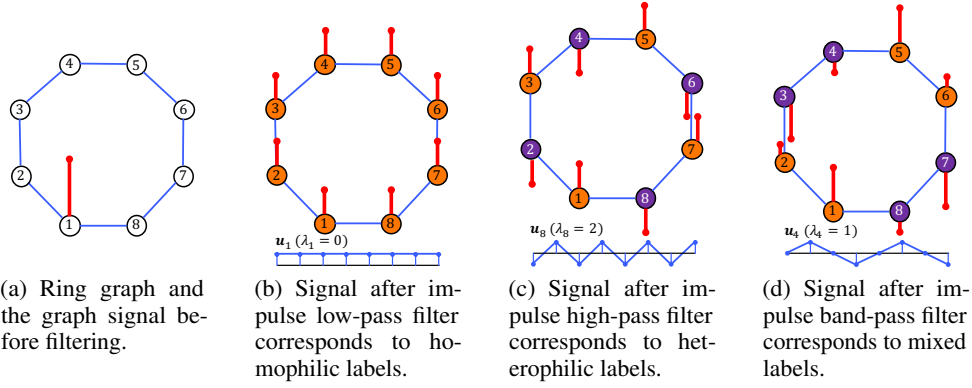 4 5
3 6
2 7
1 8
4 5
3 6
2 7
1 8
u₁ (λ₁ = 0)
4 5
3 6
2 7
1 8
u₈ (λ₈ = 2)
4 5
3 6
2 7
1 8
u₄ (λ₄ = 1)
(a) Ring graph and
the graph signal be-
fore filtering.
(b) Signal after im-
pulse low-pass filter
corresponds to ho-
mophilic labels.
(c) Signal after im-
pulse high-pass filter
corresponds to het-
erophilic labels.
(d) Signal after im-
pulse band-pass filter
corresponds to mixed
labels.